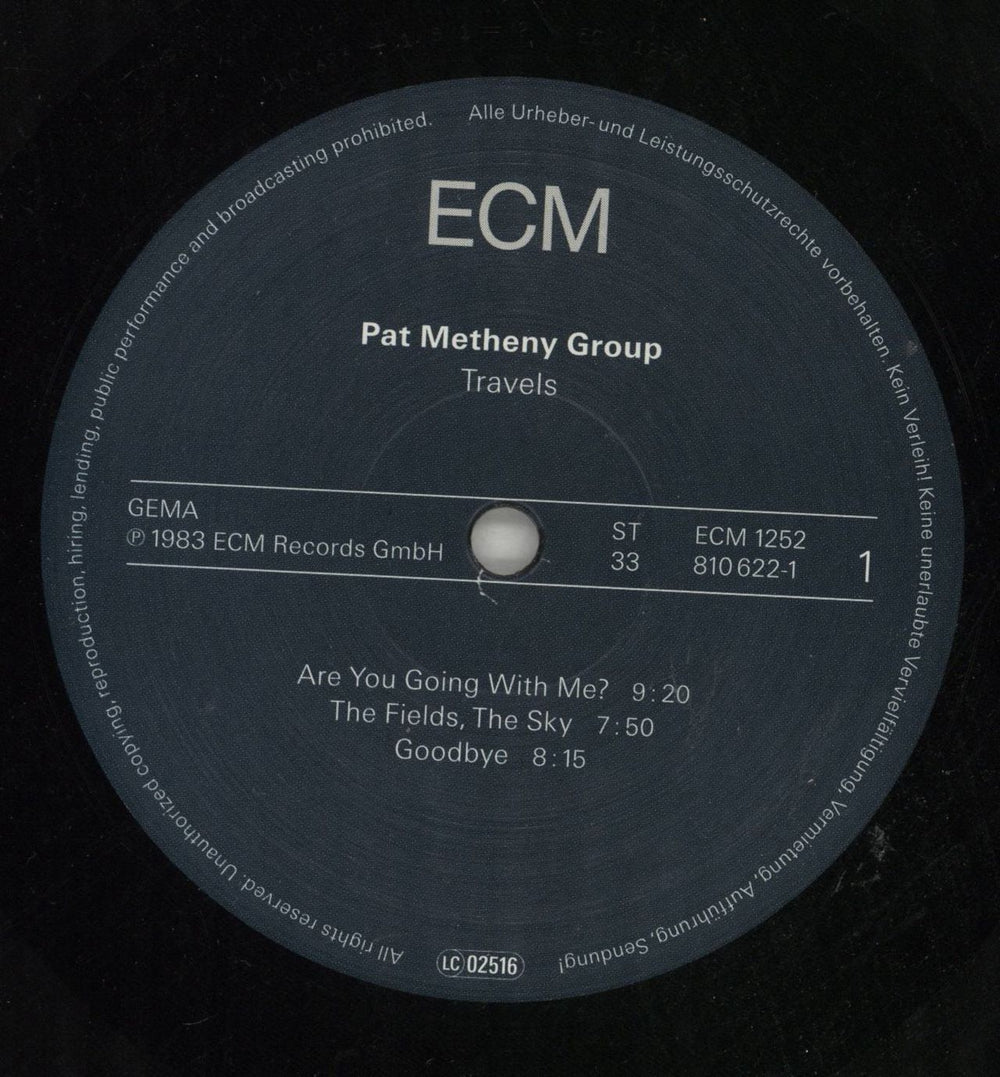 ECM
Pat Metheny Group
Travels
GEMA
℗ 1983 ECM Records GmbH
ST
33
ECM 1252
810 622-1
1
Are You Going With Me? 9:20
The Fields, The Sky 7:50
Goodbye 8:15
LC 02516
All rights reserved. Unauthorized copying, reproduction, hiring, lending, public performance and broadcasting prohibited.
Alle Urheber- und Leistungsschutzrechte vorbehalten. Kein Verleih! Keine unerlaubte Vervielfältigung, Vermietung, Aufführung, Sendung!